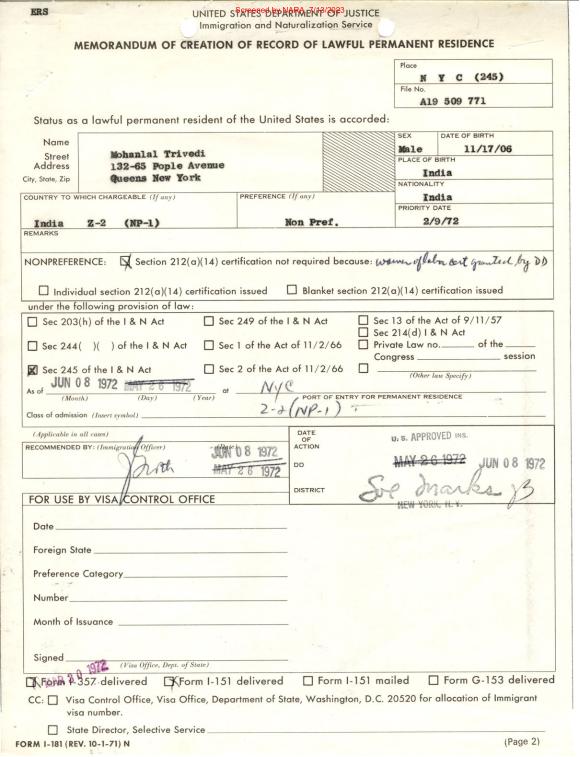 ERS
Screened by NARA, 7/13/2023
UNITED STATES DEPARTMENT OF JUSTICE
Immigration and Naturalization Service
MEMORANDUM OF CREATION OF RECORD OF LAWFUL PERMANENT RESIDENCE
Place
N Y C (245)
File No.
A19 509 771
Status as a lawful permanent resident of the United States is accorded:
Name
Street
Address
City, State, Zip
Mohanlal Trivedi
132-65 Pople Avenue
Queens New York
SEX
Male
DATE OF BIRTH
11/17/06
PLACE OF BIRTH
India
NATIONALITY
India
COUNTRY TO WHICH CHARGEABLE (If any)
India Z-2 (NP-1)
PREFERENCE (If any)
Non Pref.
PRIORITY DATE
2/9/72
REMARKS
NONPREFERENCE: Section 212(a)(14) certification not required because: waiver of labor cert granted by DD
Individual section 212(a)(14) certification issued
Blanket section 212(a)(14) certification issued
under the following provision of law:
Sec 203(h) of the I & N Act
Sec 249 of the I & N Act
Sec 13 of the Act of 9/11/57
Sec 214(d) I & N Act
Sec 244( )( ) of the I & N Act
Sec 1 of the Act of 11/2/66
Private Law no. of the
Congress session
Sec 245 of the I & N Act
Sec 2 of the Act of 11/2/66
(Other law Specify)
As of JUN 08 1972 MAY 26 1972 at NYC
(Month) (Day) (Year)
PORT OF ENTRY FOR PERMANENT RESIDENCE
Class of admission (Insert symbol) Z-2 (NP-1)
(Applicable in all cases)
RECOMMENDED BY: (Immigration Officer) (Date)
JUN 08 1972
MAY 26 1972
DATE
OF
ACTION
DD
DISTRICT
U.S. APPROVED INS.
MAY 26 1972 JUN 08 1972
Sol Marks
NEW YORK, N.Y.
FOR USE BY VISA CONTROL OFFICE
Date
Foreign State
Preference Category
Number
Month of Issuance
Signed
(Visa Office, Dept. of State)
1972
Form I-357 delivered
Form I-151 delivered
Form I-151 mailed
Form G-153 delivered
CC: Visa Control Office, Visa Office, Department of State, Washington, D.C. 20520 for allocation of Immigrant
visa number.
State Director, Selective Service
FORM I-181 (REV. 10-1-71) N
(Page 2)